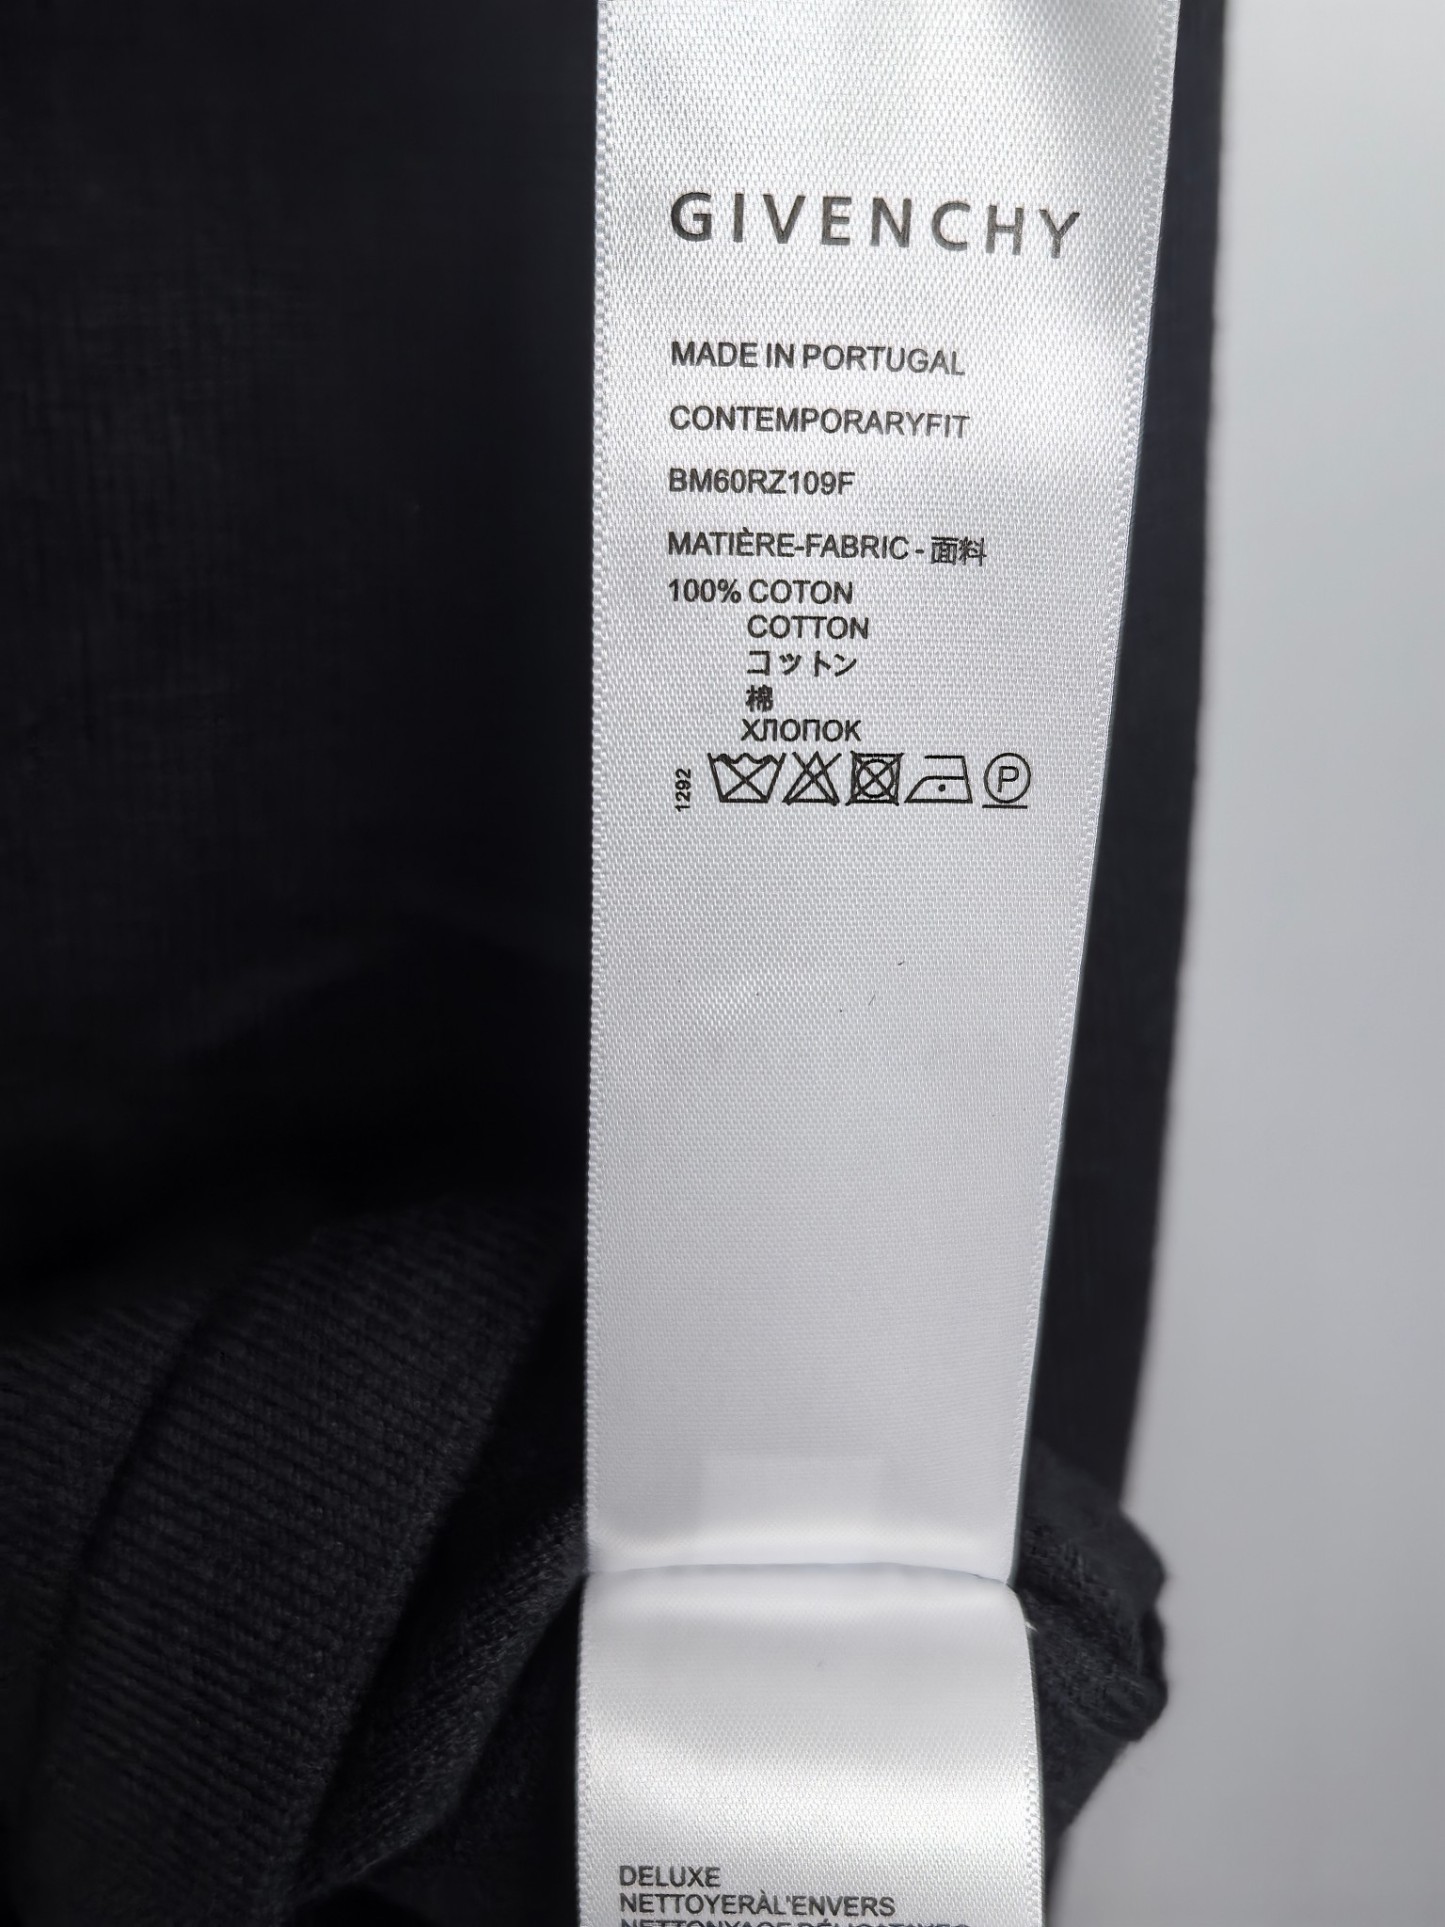 GIVENCHY
MADE IN PORTUGAL
CONTEMPORARYFIT
BM60RZ109F
MATIÈRE-FABRIC - 面料
100% COTON
COTTON
コットン
棉
ХЛОПОК
1292
P
DELUXE
NETTOYERÀL'ENVERS